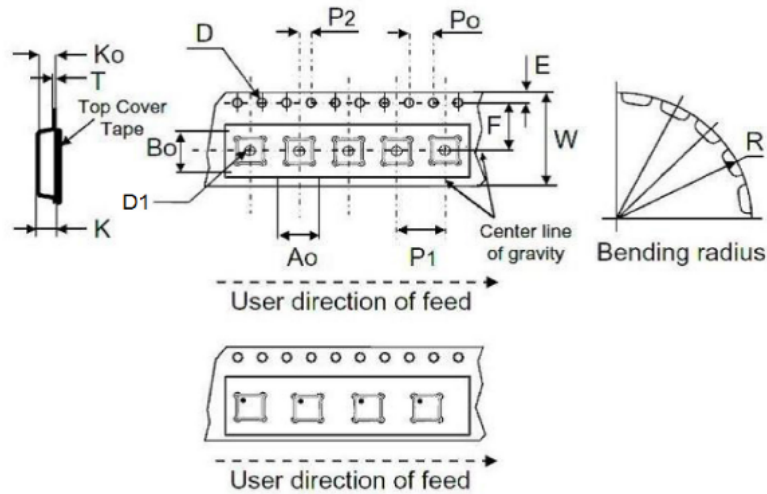 P2
Po
D
E
Ko
T
Top Cover
Tape
F
W
R
Bo
D1
K
Center line
of gravity
Ao
P1
Bending radius
User direction of feed
User direction of feed